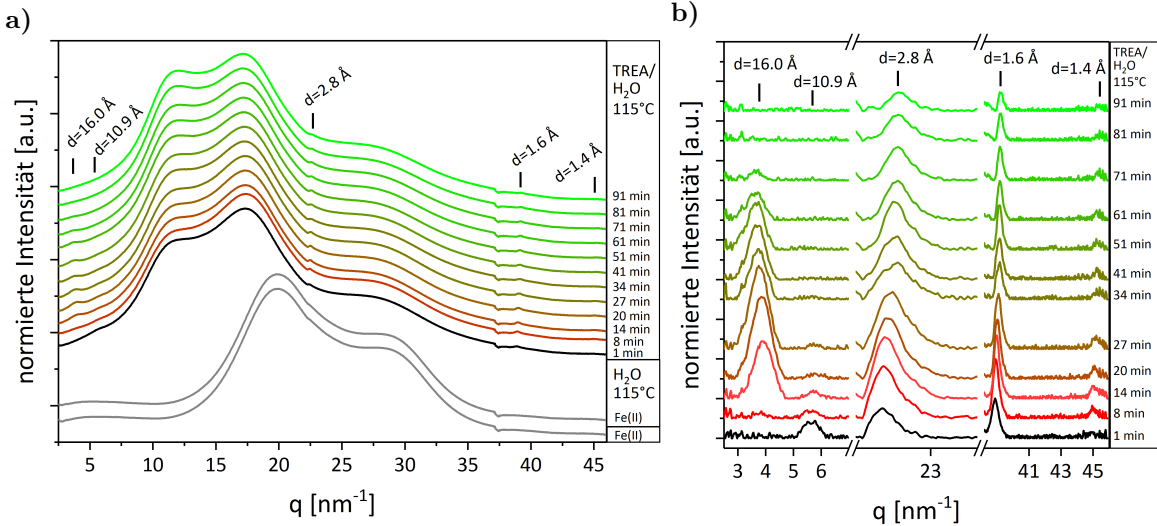 a)
normierte Intensität [a.u.]
d=16.0 Å
d=10.9 Å
d=2.8 Å
d=1.6 Å
d=1.4 Å
TREA/
H2O
115°C
91 min
81 min
71 min
61 min
51 min
41 min
34 min
27 min
20 min
14 min
8 min
1 min
H2O
115°C
Fe(II)
Fe(II)
5 10 15 20 25 30 35 40 45
q [nm-1]
b)
normierte Intensität [a.u.]
d=16.0 Å
d=10.9 Å
d=2.8 Å
d=1.6 Å
d=1.4 Å
TREA/
H2O
115°C
91 min
81 min
71 min
61 min
51 min
41 min
34 min
27 min
20 min
14 min
8 min
1 min
3 4 5 6 23 41 43 45
q [nm-1]